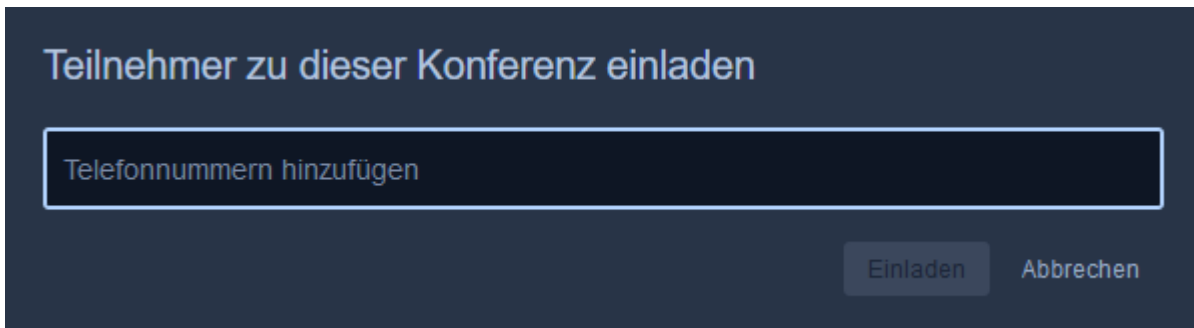 Teilnehmer zu dieser Konferenz einladen
Telefonnummern hinzufügen
Einladen Abbrechen